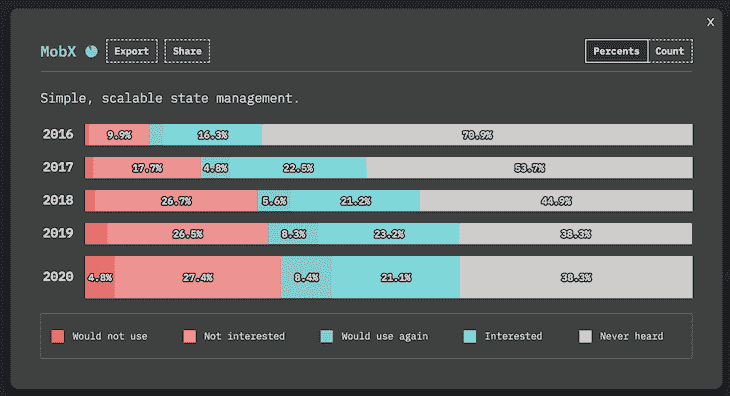 X
MobX Export Share Percents Count
Simple, scalable state management.
2016 9.9% 16.3% 70.9%
2017 17.7% 4.8% 22.5% 53.7%
2018 26.7% 5.6% 21.2% 44.9%
2019 26.5% 8.3% 23.2% 38.3%
2020 4.8% 27.4% 8.4% 21.1% 38.3%
Would not use Not interested Would use again Interested Never heard